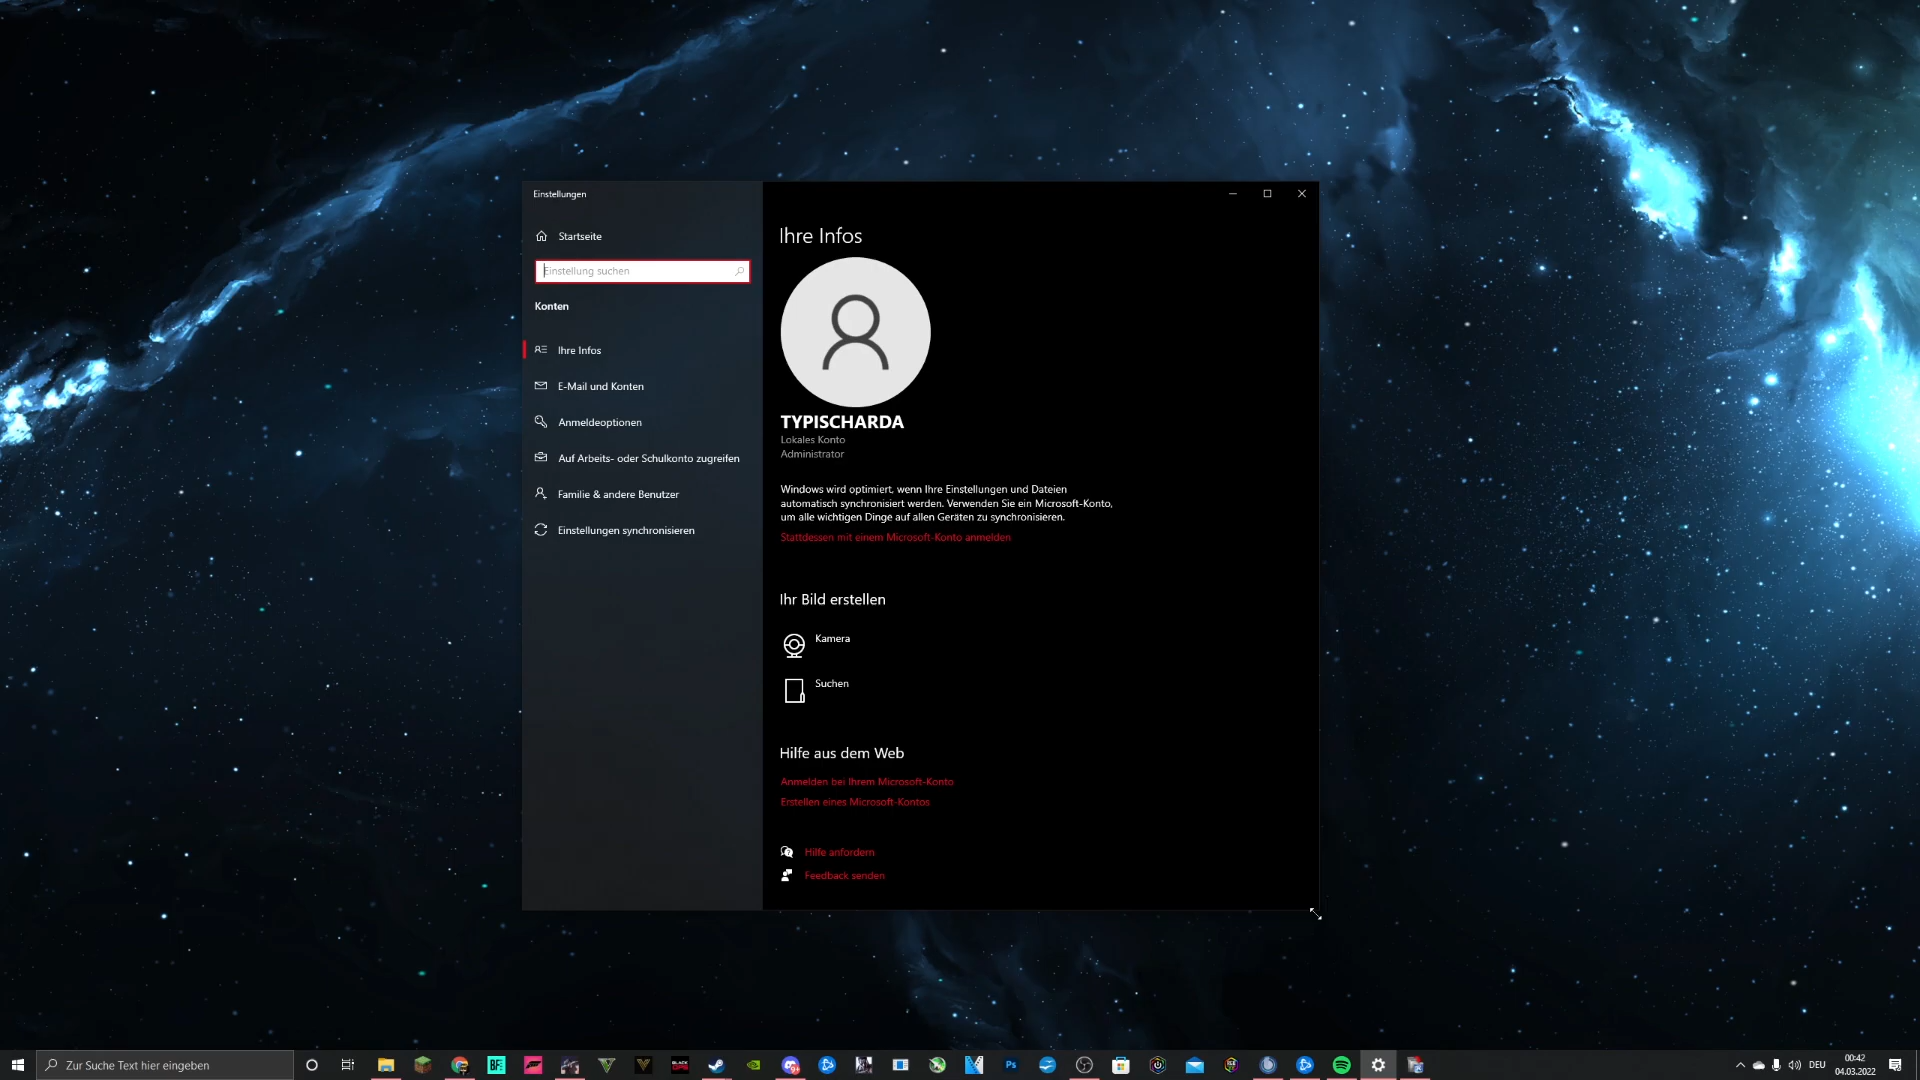 Einstellungen
Startseite
Einstellung suchen
Konten
Ihre Infos
E-Mail und Konten
Anmeldeoptionen
Auf Arbeits- oder Schulkonto zugreifen
Familie & andere Benutzer
Einstellungen synchronisieren
Ihre Infos
TYPISCHARDA
Lokales Konto
Administrator
Windows wird optimiert, wenn Ihre Einstellungen und Dateien
automatisch synchronisiert werden. Verwenden Sie ein Microsoft-Konto,
um alle wichtigen Dinge auf allen Geräten zu synchronisieren.
Stattdessen mit einem Microsoft-Konto anmelden
Ihr Bild erstellen
Kamera
Suchen
Hilfe aus dem Web
Anmelden bei Ihrem Microsoft-Konto
Erstellen eines Microsoft-Kontos
Hilfe anfordern
Feedback senden
Zur Suche Text hier eingeben
Ps
DEU
00:42
04.03.2022